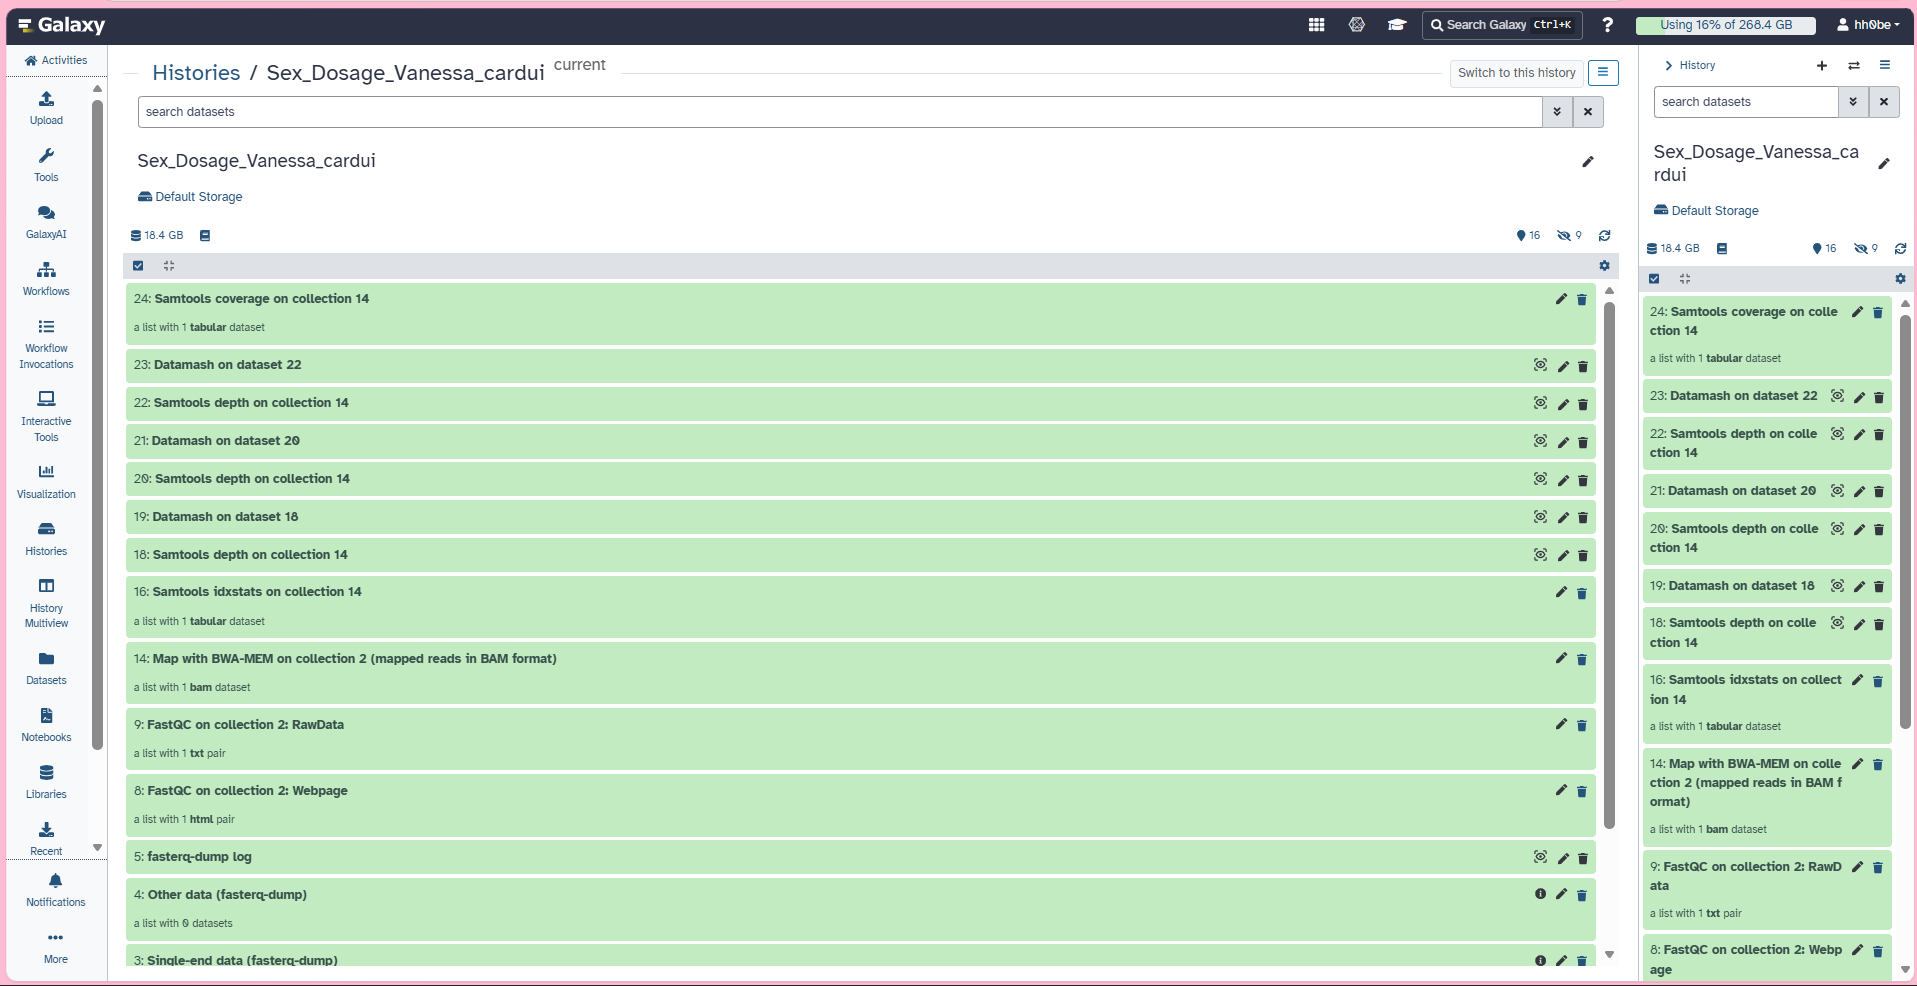 Galaxy
Search Galaxy Ctrl+K
?
Using 16% of 268.4 GB
hh0be
Activities
Upload
Tools
GalaxyAI
Workflows
Workflow
Invocations
Interactive
Tools
Visualization
Histories
History
Multiview
Datasets
Notebooks
Libraries
Recent
Notifications
More
Histories / Sex_Dosage_Vanessa_cardui current
Switch to this history
search datasets
Sex_Dosage_Vanessa_cardui
Default Storage
18.4 GB
16 9
24: Samtools coverage on collection 14
a list with 1 tabular dataset
23: Datamash on dataset 22
22: Samtools depth on collection 14
21: Datamash on dataset 20
20: Samtools depth on collection 14
19: Datamash on dataset 18
18: Samtools depth on collection 14
16: Samtools idxstats on collection 14
a list with 1 tabular dataset
14: Map with BWA-MEM on collection 2 (mapped reads in BAM format)
a list with 1 bam dataset
9: FastQC on collection 2: RawData
a list with 1 txt pair
8: FastQC on collection 2: Webpage
a list with 1 html pair
5: fasterq-dump log
4: Other data (fasterq-dump)
a list with 0 datasets
3: Single-end data (fasterq-dump)
History
search datasets
Sex_Dosage_Vanessa_ca
rdui
Default Storage
18.4 GB
16 9
24: Samtools coverage on colle
ction 14
a list with 1 tabular dataset
23: Datamash on dataset 22
22: Samtools depth on colle
ction 14
21: Datamash on dataset 20
20: Samtools depth on colle
ction 14
19: Datamash on dataset 18
18: Samtools depth on colle
ction 14
16: Samtools idxstats on collect
ion 14
a list with 1 tabular dataset
14: Map with BWA-MEM on colle
ction 2 (mapped reads in BAM f
ormat)
a list with 1 bam dataset
9: FastQC on collection 2: RawD
ata
a list with 1 txt pair
8: FastQC on collection 2: Webp
age